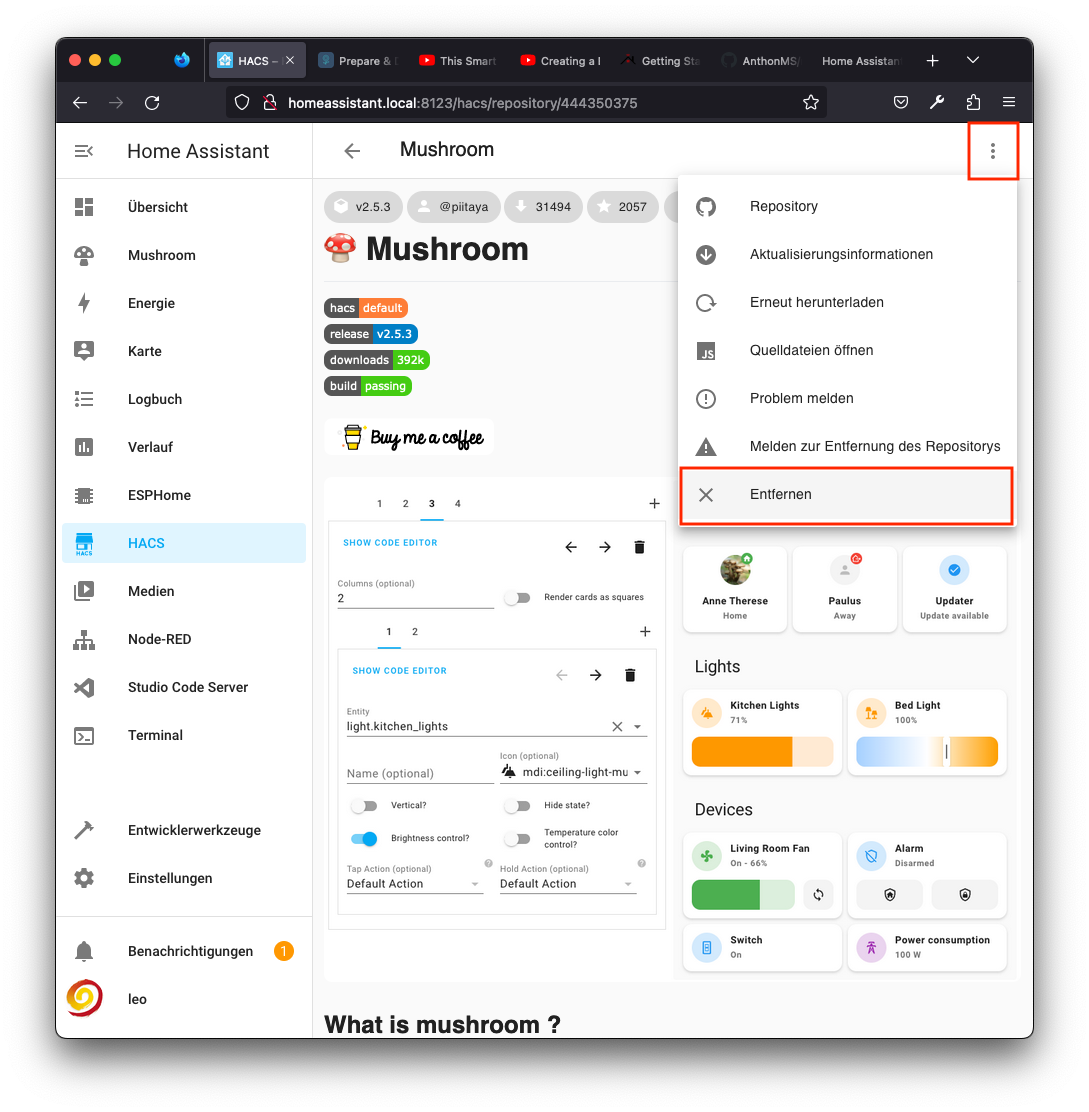 HACS –
Prepare &
This Smart
Creating a
Getting Sta
AnthonMS/
Home Assistan
homeassistant.local:8123/hacs/repository/444350375
Home Assistant
Mushroom
Übersicht
Mushroom
Energie
Karte
Logbuch
Verlauf
ESPHome
HACS
HACS
Medien
Node-RED
Studio Code Server
Terminal
Entwicklerwerkzeuge
Einstellungen
Benachrichtigungen
1
leo
v2.5.3
@piitaya
31494
2057
Mushroom
hacs default
release v2.5.3
downloads 392k
build passing
Buy me a coffee
Repository
Aktualisierungsinformationen
Erneut herunterladen
JS
Quelldateien öffnen
Problem melden
Melden zur Entfernung des Repositorys
Entfernen
1 2 3 4
SHOW CODE EDITOR
Columns (optional)
2
Render cards as squares
1 2
SHOW CODE EDITOR
Entity
light.kitchen_lights
Name (optional)
Icon (optional)
mdi:ceiling-light-mu
Vertical?
Hide state?
Brightness control?
Temperature color
control?
Tap Action (optional)
Default Action
Hold Action (optional)
Default Action
Anne Therese
Home
Paulus
Away
Updater
Update available
Lights
Kitchen Lights
71%
Bed Light
100%
Devices
Living Room Fan
On - 66%
Alarm
Disarmed
Switch
On
Power consumption
100 W
What is mushroom ?